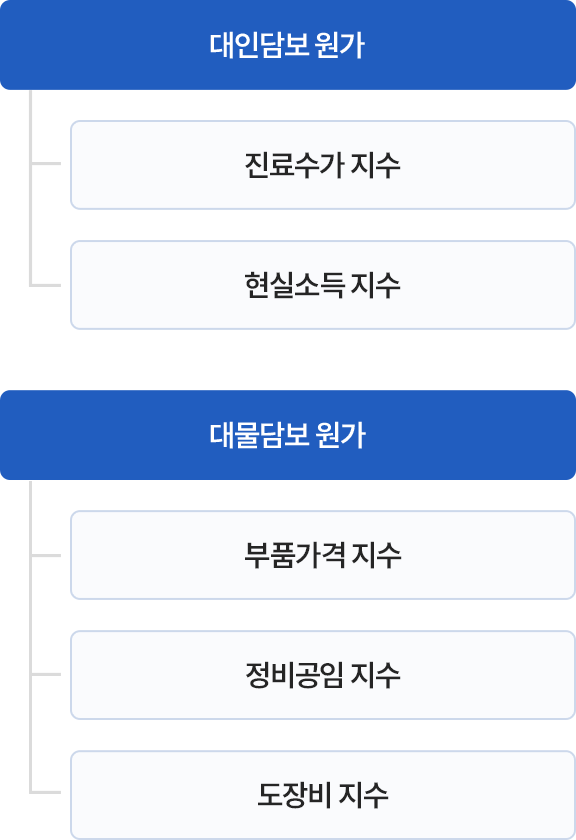 대인담보 원가
진료수가 지수
현실소득 지수
대물담보 원가
부품가격 지수
정비공임 지수
도장비 지수